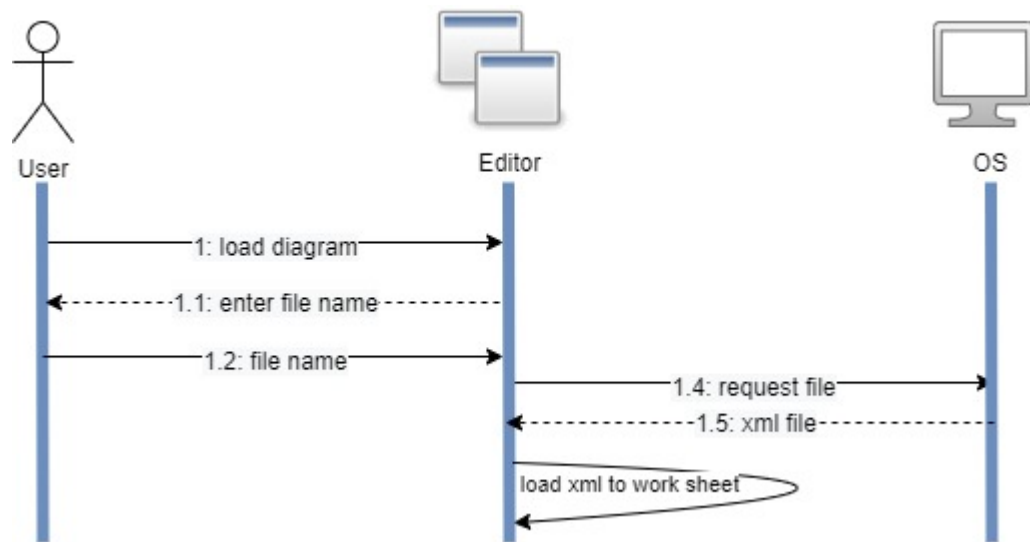 User
Editor
OS
1: load diagram
1.1: enter file name
1.2: file name
1.4: request file
1.5: xml file
load xml to work sheet